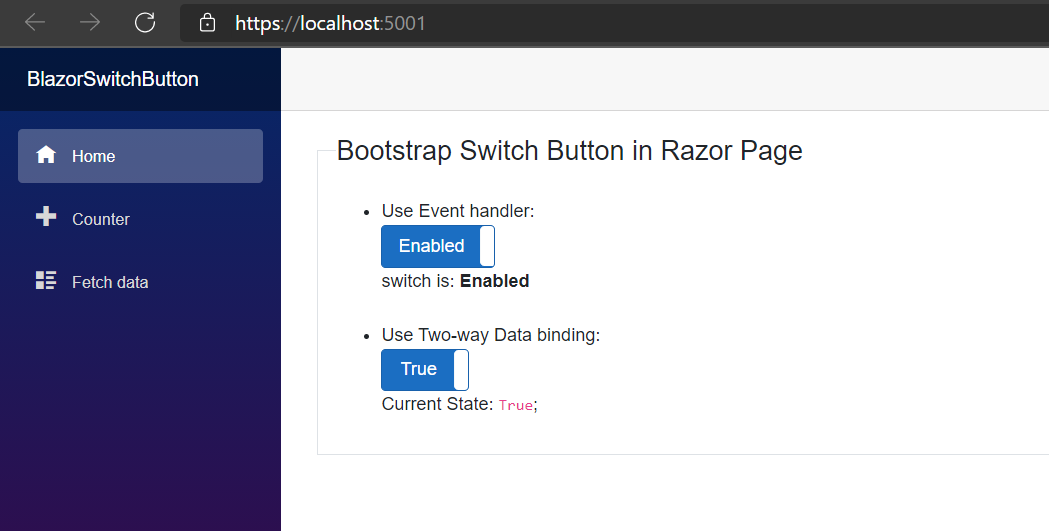 https://localhost:5001
BlazorSwitchButton
Home
Counter
Fetch data
Bootstrap Switch Button in Razor Page
Use Event handler:
Enabled
switch is: Enabled
Use Two-way Data binding:
True
Current State: True;